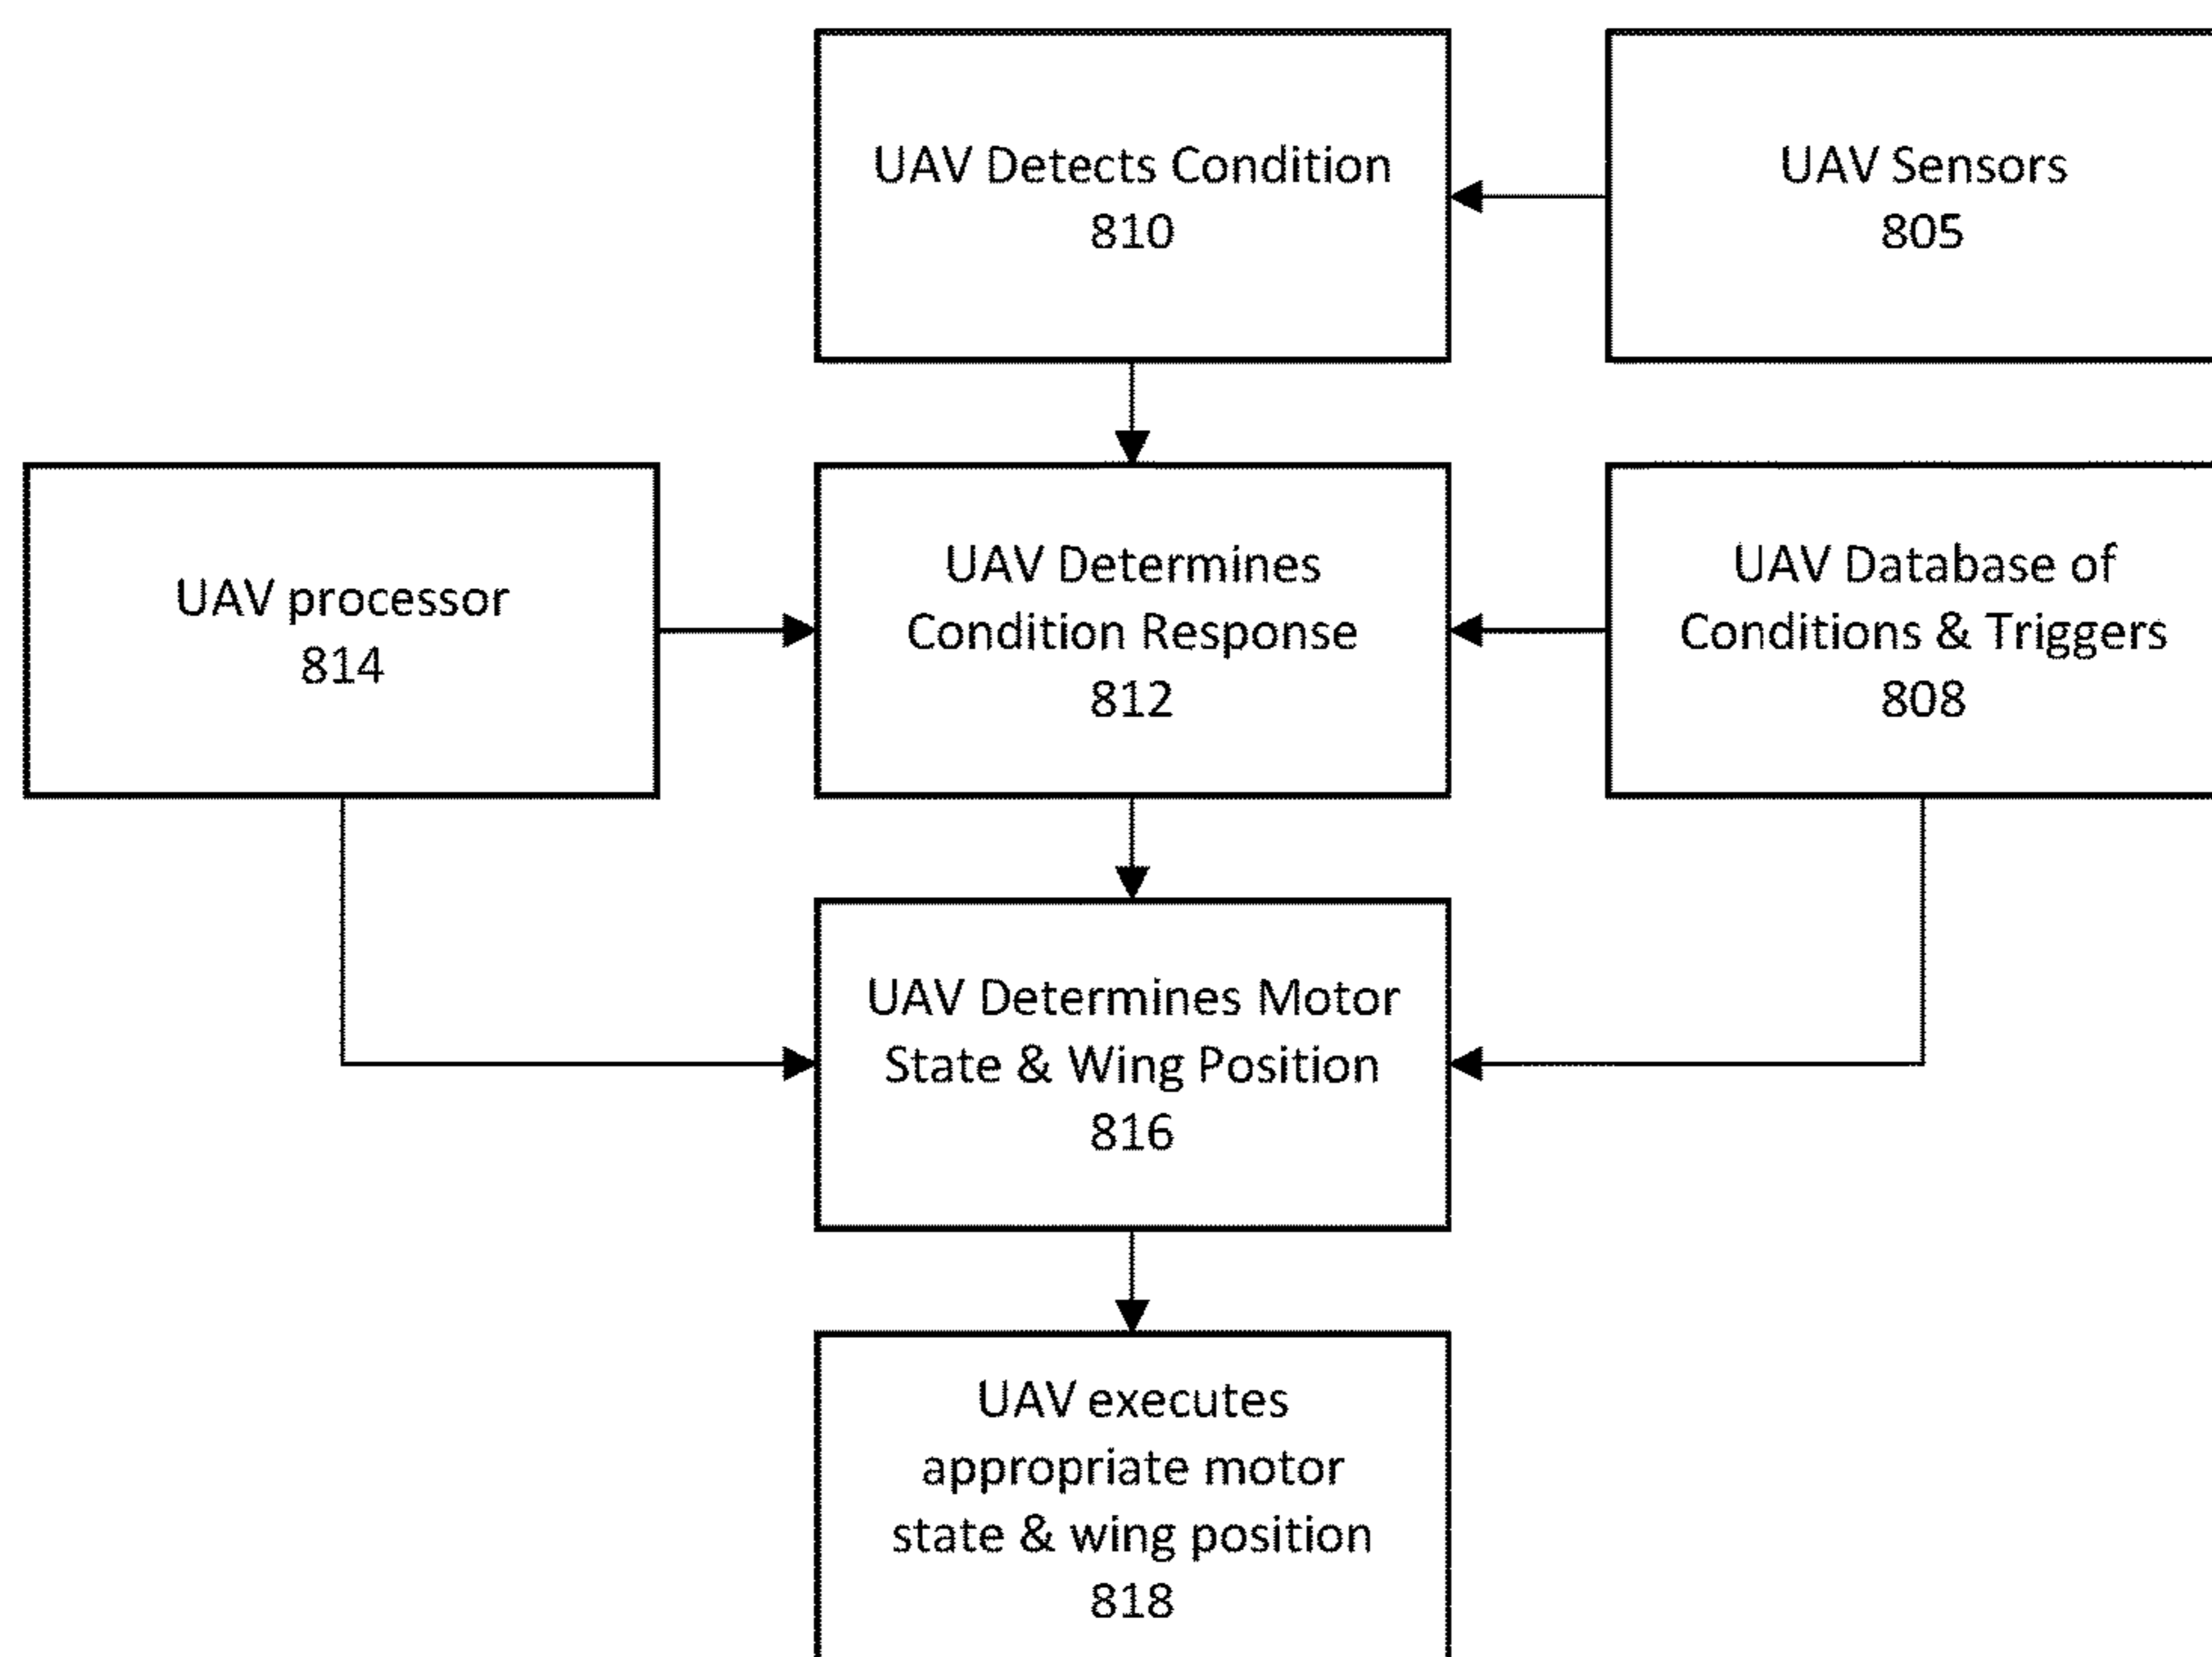 UAV Detects Condition
810
UAV Sensors
805
UAV processor
814
UAV Determines
Condition Response
812
UAV Database of
Conditions & Triggers
808
UAV Determines Motor
State & Wing Position
816
UAV executes
appropriate motor
state & wing position
818